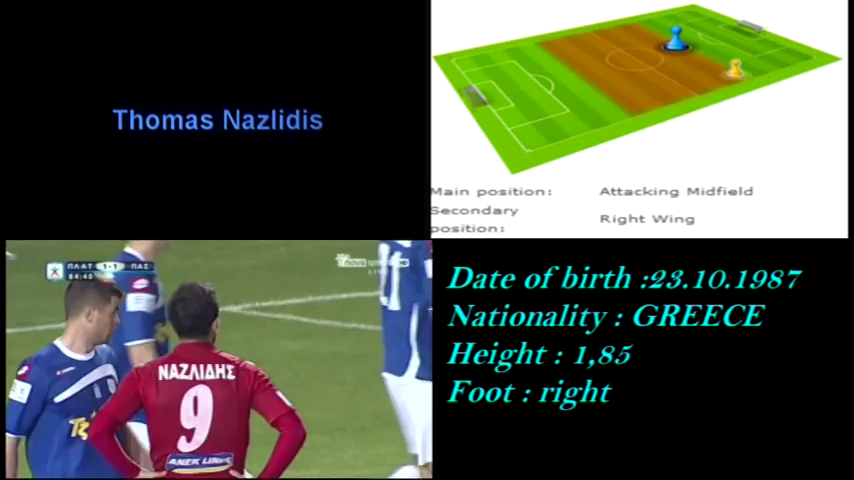 Thomas Nazlidis
Main position: Attacking Midfield
Secondary position: Right Wing
ΠΛΑΤ 1-1 ΠΑΣ
84:40
nova
ΝΑΖΛΙΔΗΣ
9
ANEK LINES
Date of birth :23.10.1987
Nationality : GREECE
Height : 1,85
Foot : right